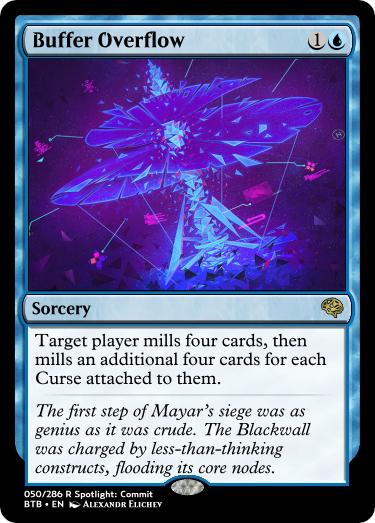 Buffer Overflow 1
Sorcery
Target player mills four cards, then
mills an additional four cards for each
Curse attached to them.
The first step of Mayar's siege was as
genius as it was crude. The Blackwall
was charged by less-than-thinking
constructs, flooding its core nodes.
050/286 R Spotlight: Commit
BTB • EN Alexandr Elichev